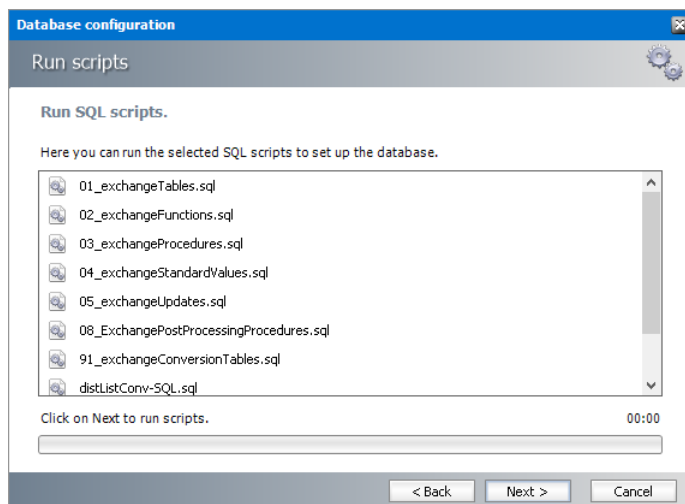 Database configuration
Run scripts
Run SQL scripts.
Here you can run the selected SQL scripts to set up the database.
01_exchangeTables.sql
02_exchangeFunctions.sql
03_exchangeProcedures.sql
04_exchangeStandardValues.sql
05_exchangeUpdates.sql
08_ExchangePostProcessingProcedures.sql
91_exchangeConversionTables.sql
distListConv-SQL.sql
Click on Next to run scripts. 00:00
< Back Next > Cancel